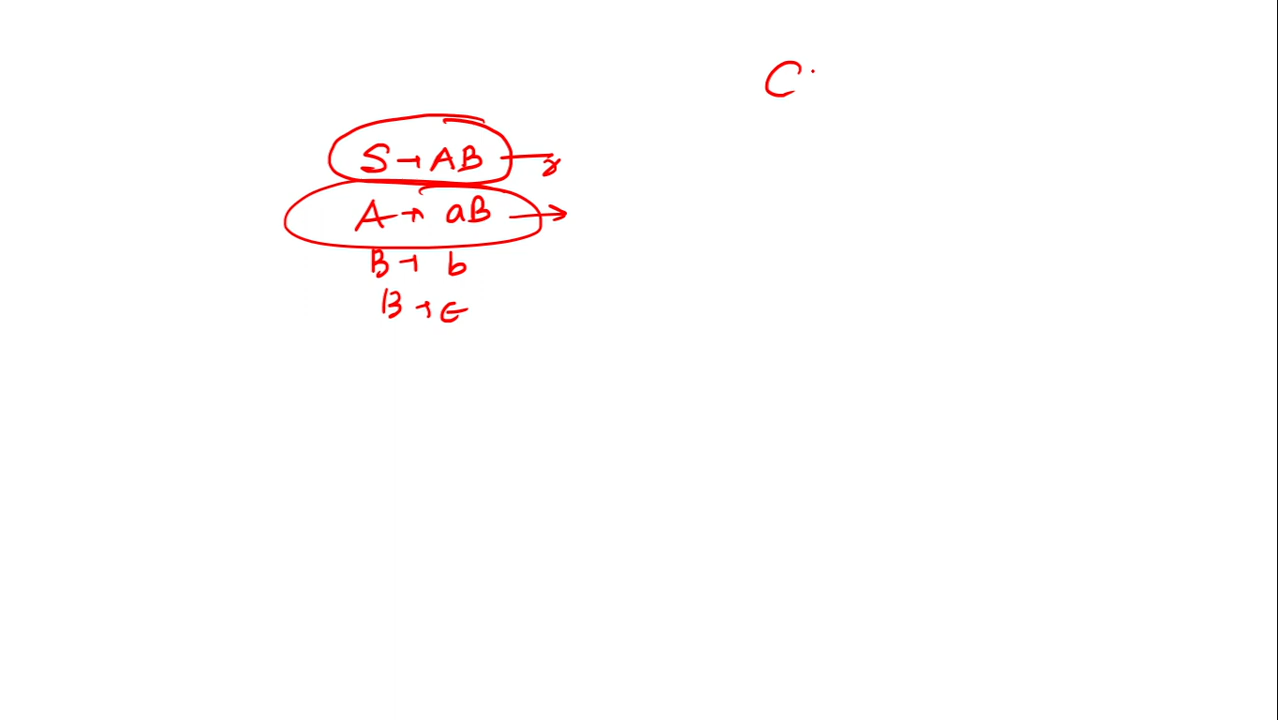 C
S → AB →
A → aB →
B → b
B → ϵ